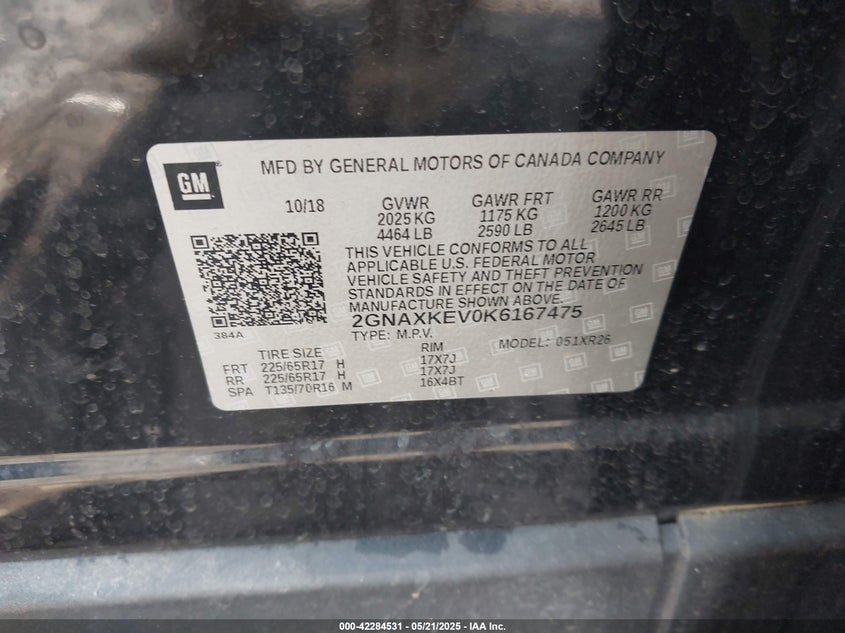 GM
MFD BY GENERAL MOTORS OF CANADA COMPANY
10/18 GVWR GAWR FRT GAWR RR
2025 KG 1175 KG 1200 KG
4464 LB 2590 LB 2645 LB
THIS VEHICLE CONFORMS TO ALL
APPLICABLE U.S. FEDERAL MOTOR
VEHICLE SAFETY AND THEFT PREVENTION
STANDARDS IN EFFECT ON THE DATE OF
MANUFACTURE SHOWN ABOVE.
2GNAXKEV0K6167475
384A
TYPE: M.P.V. MODEL: 051XR26
TIRE SIZE RIM
FRT 225/65R17 H 17X7J
RR 225/65R17 H 17X7J
SPA T135/70R16 M 16X4BT
000-42284531 - 05/21/2025 - IAA Inc.